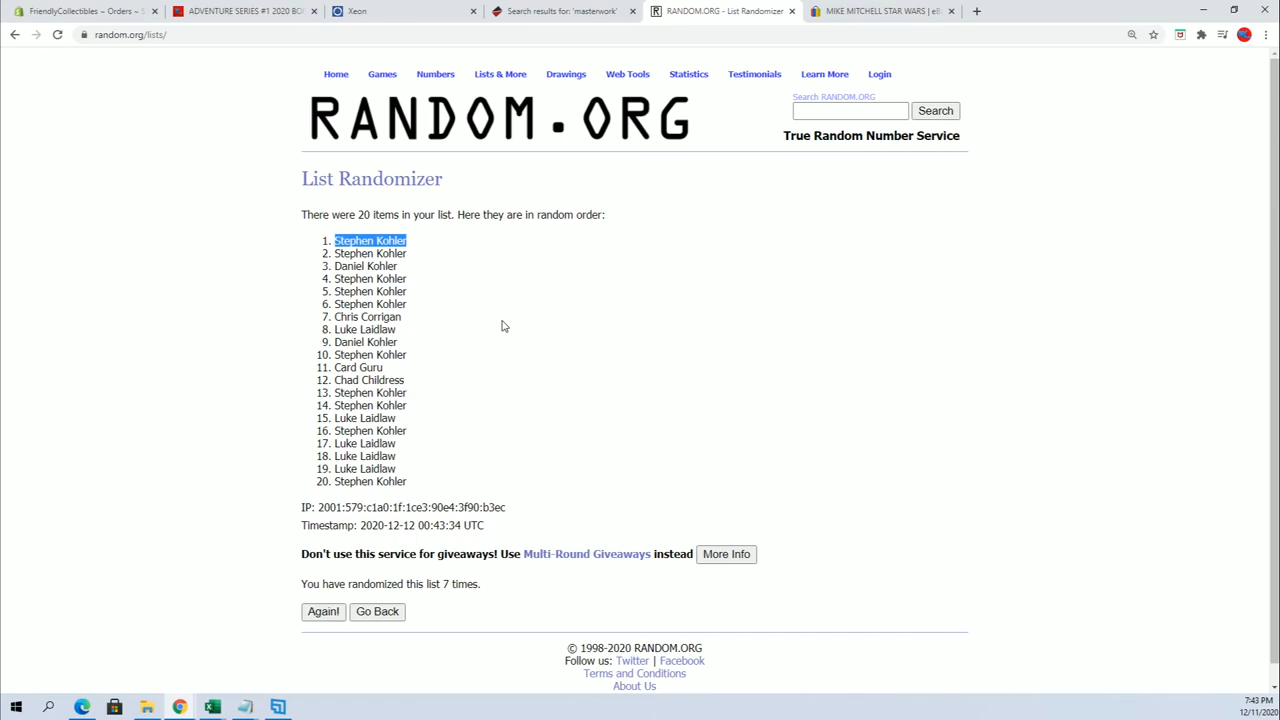 FriendlyCollectibles ~ Orders ~ S
ADVENTURE SERIES #1 2020 BO
Xeon
Search results for: 'masterwork'
RANDOM.ORG - List Randomizer
MIKE MITCHELL STAR WARS | eB
random.org/lists/
Home Games Numbers Lists & More Drawings Web Tools Statistics Testimonials Learn More Login
RANDOM.ORG
Search RANDOM.ORG
Search
True Random Number Service
List Randomizer
There were 20 items in your list. Here they are in random order:
1. Stephen Kohler
2. Stephen Kohler
3. Daniel Kohler
4. Stephen Kohler
5. Stephen Kohler
6. Stephen Kohler
7. Chris Corrigan
8. Luke Laidlaw
9. Daniel Kohler
10. Stephen Kohler
11. Card Guru
12. Chad Childress
13. Stephen Kohler
14. Stephen Kohler
15. Luke Laidlaw
16. Stephen Kohler
17. Luke Laidlaw
18. Luke Laidlaw
19. Luke Laidlaw
20. Stephen Kohler
IP: 2001:579:c1a0:1f:1ce3:90e4:3f90:b3ec
Timestamp: 2020-12-12 00:43:34 UTC
Don't use this service for giveaways! Use Multi-Round Giveaways instead More Info
You have randomized this list 7 times.
Again! Go Back
© 1998-2020 RANDOM.ORG
Follow us: Twitter | Facebook
Terms and Conditions
About Us
7:43 PM
12/11/2020